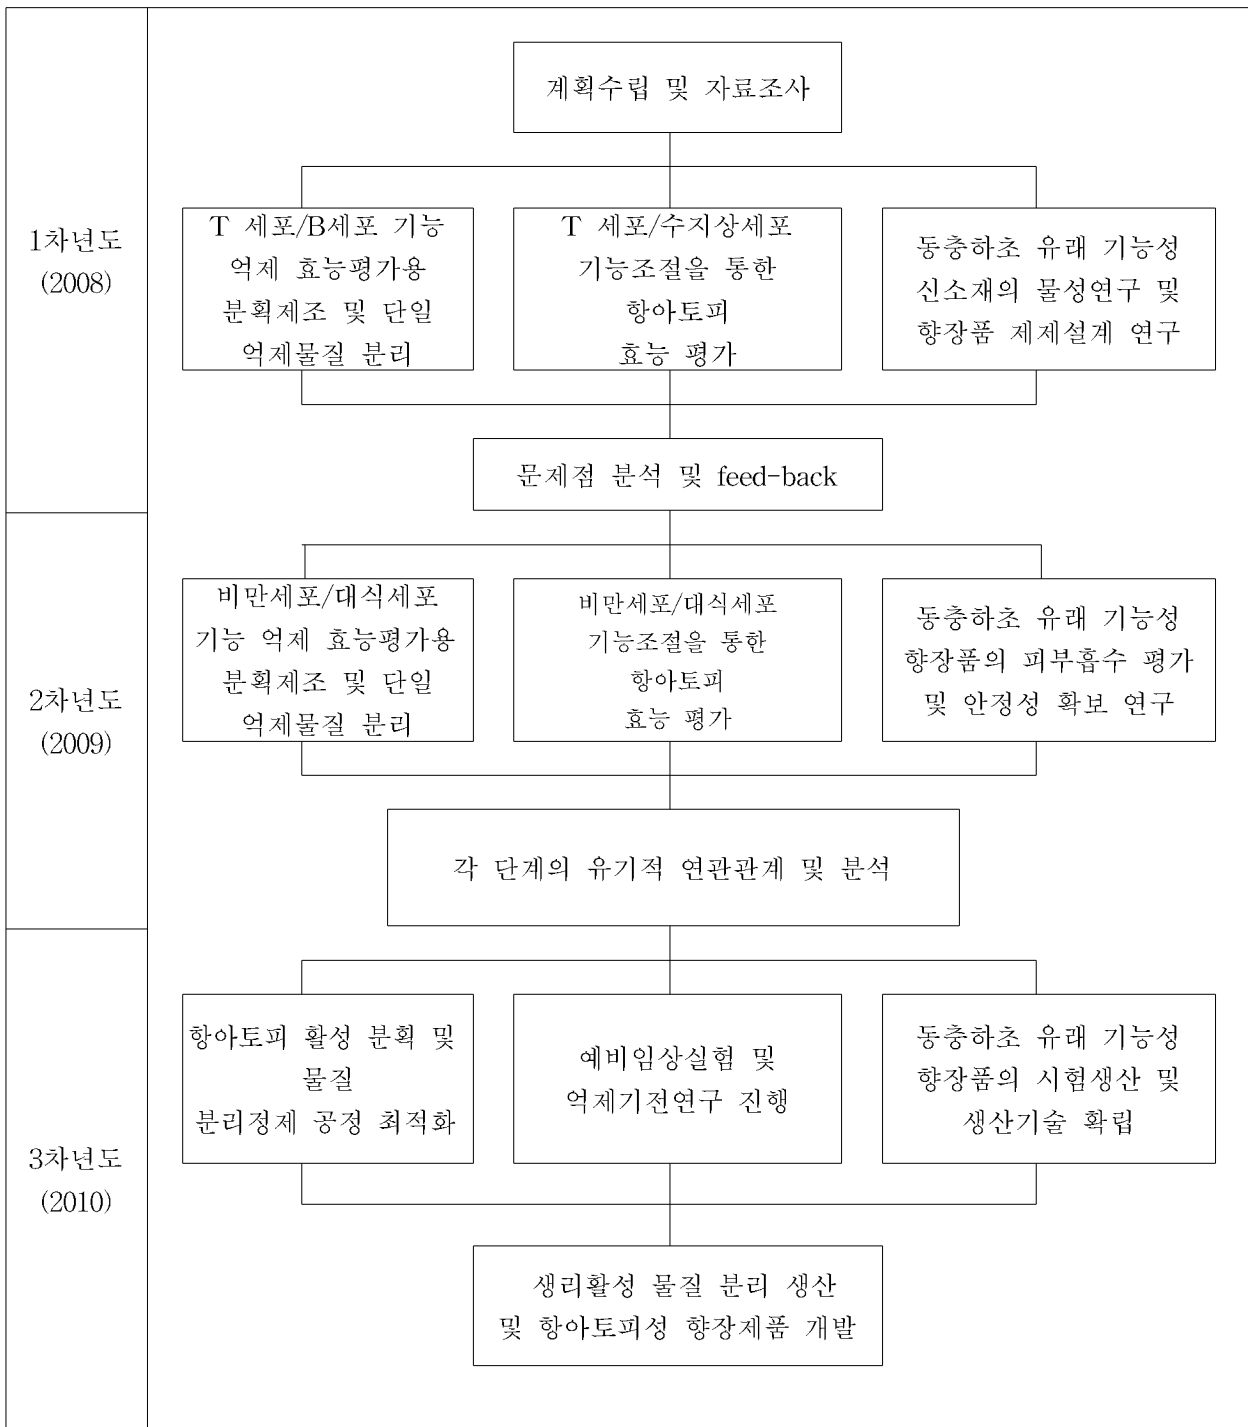 1차년도
(2008)
계획수립 및 자료조사
T 세포/B세포 기능
억제 효능평가용
분획제조 및 단일
억제물질 분리
T 세포/수지상세포
기능조절을 통한
항아토피
효능 평가
동충하초 유래 기능성
신소재의 물성연구 및
향장품 제제설계 연구
문제점 분석 및 feed-back
2차년도
(2009)
비만세포/대식세포
기능 억제 효능평가용
분획제조 및 단일
억제물질 분리
비만세포/대식세포
기능조절을 통한
항아토피
효능 평가
동충하초 유래 기능성
향장품의 피부흡수 평가
및 안정성 확보 연구
각 단계의 유기적 연관관계 및 분석
3차년도
(2010)
항아토피 활성 분획 및
물질
분리정제 공정 최적화
예비임상실험 및
억제기전연구 진행
동충하초 유래 기능성
향장품의 시험생산 및
생산기술 확립
생리활성 물질 분리 생산
및 항아토피성 향장제품 개발